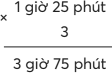 × 1 giờ 25 phút
3
3 giờ 75 phút